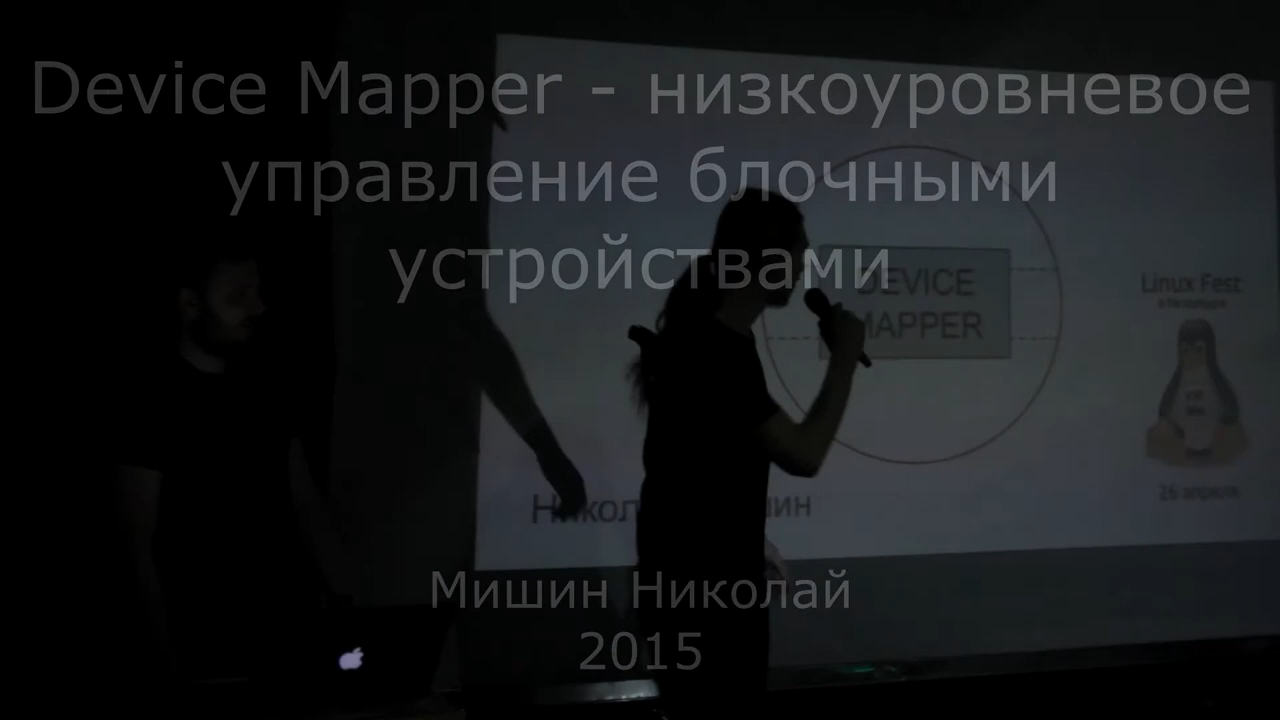 Device Mapper - низкоуровневое
управление блочными
устройствами
DEVICE
MAPPER
Linux Fest
26 апреля
Мишин Николай
2015